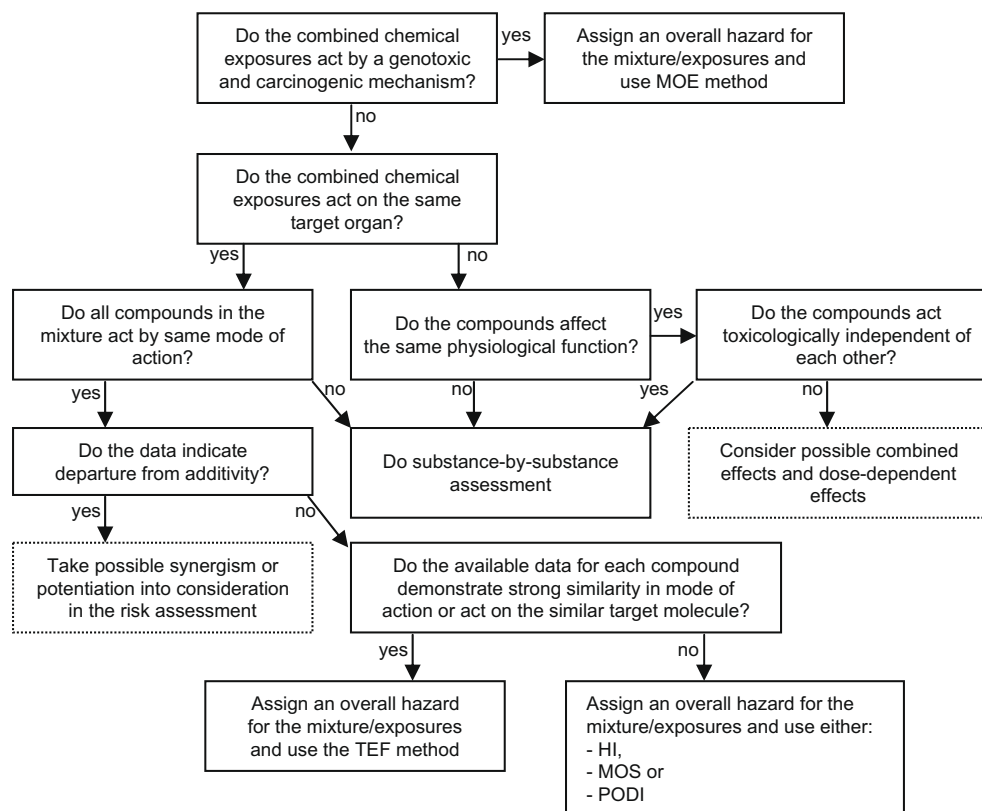 Do the combined chemical
exposures act by a genotoxic
and carcinogenic mechanism?
yes
Assign an overall hazard for
the mixture/exposures and
use MOE method
no
Do the combined chemical
exposures act on the same
target organ?
yes
no
Do all compounds in the
mixture act by same mode of
action?
Do the compounds affect
the same physiological function?
yes
Do the compounds act
toxicologically independent of
each other?
yes
no
no
yes
no
Do the data indicate
departure from additivity?
Do substance-by-substance
assessment
Consider possible combined
effects and dose-dependent
effects
yes
no
Take possible synergism or
potentiation into consideration
in the risk assessment
Do the available data for each compound
demonstrate strong similarity in mode of
action or act on the similar target molecule?
yes
no
Assign an overall hazard
for the mixture/exposures
and use the TEF method
Assign an overall hazard for the
mixture/exposures and use either:
- HI,
- MOS or
- PODI